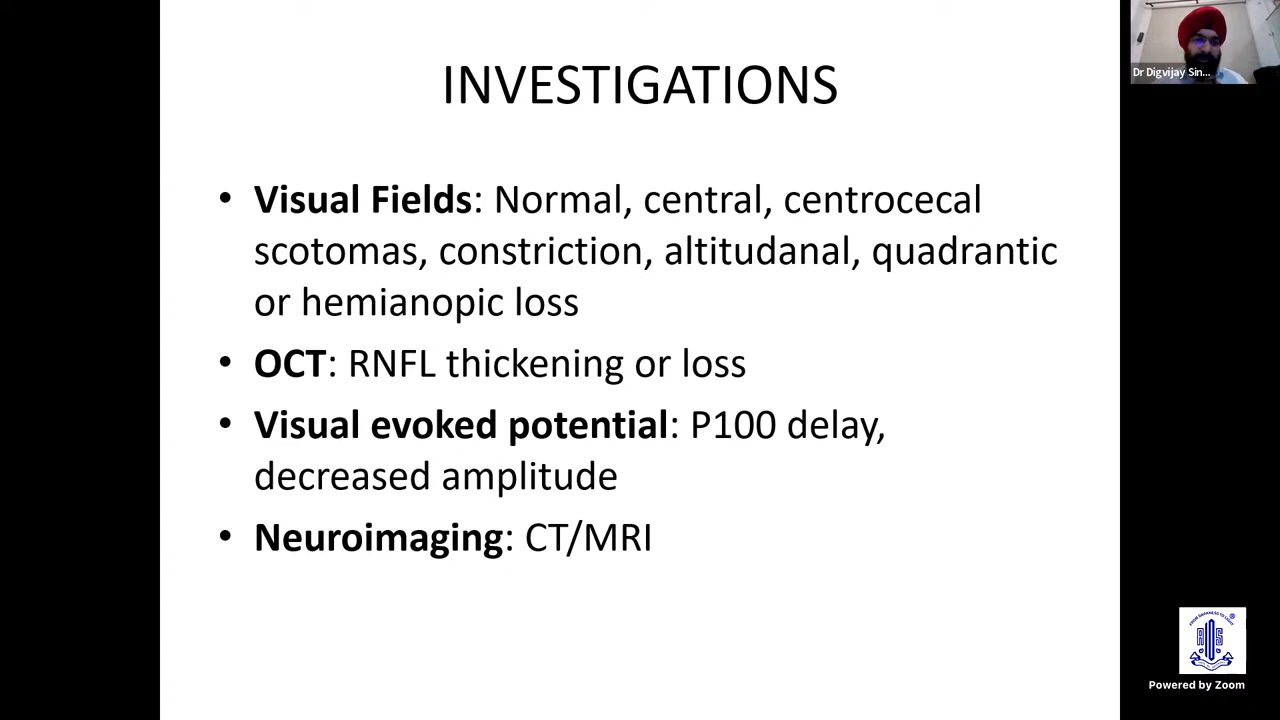 INVESTIGATIONS
Dr Digvijay Sin...
• Visual Fields: Normal, central, centrocecal
scotomas, constriction, altitudanal, quadrantic
or hemianopic loss
• OCT: RNFL thickening or loss
• Visual evoked potential: P100 delay,
decreased amplitude
• Neuroimaging: CT/MRI
Powered by Zoom